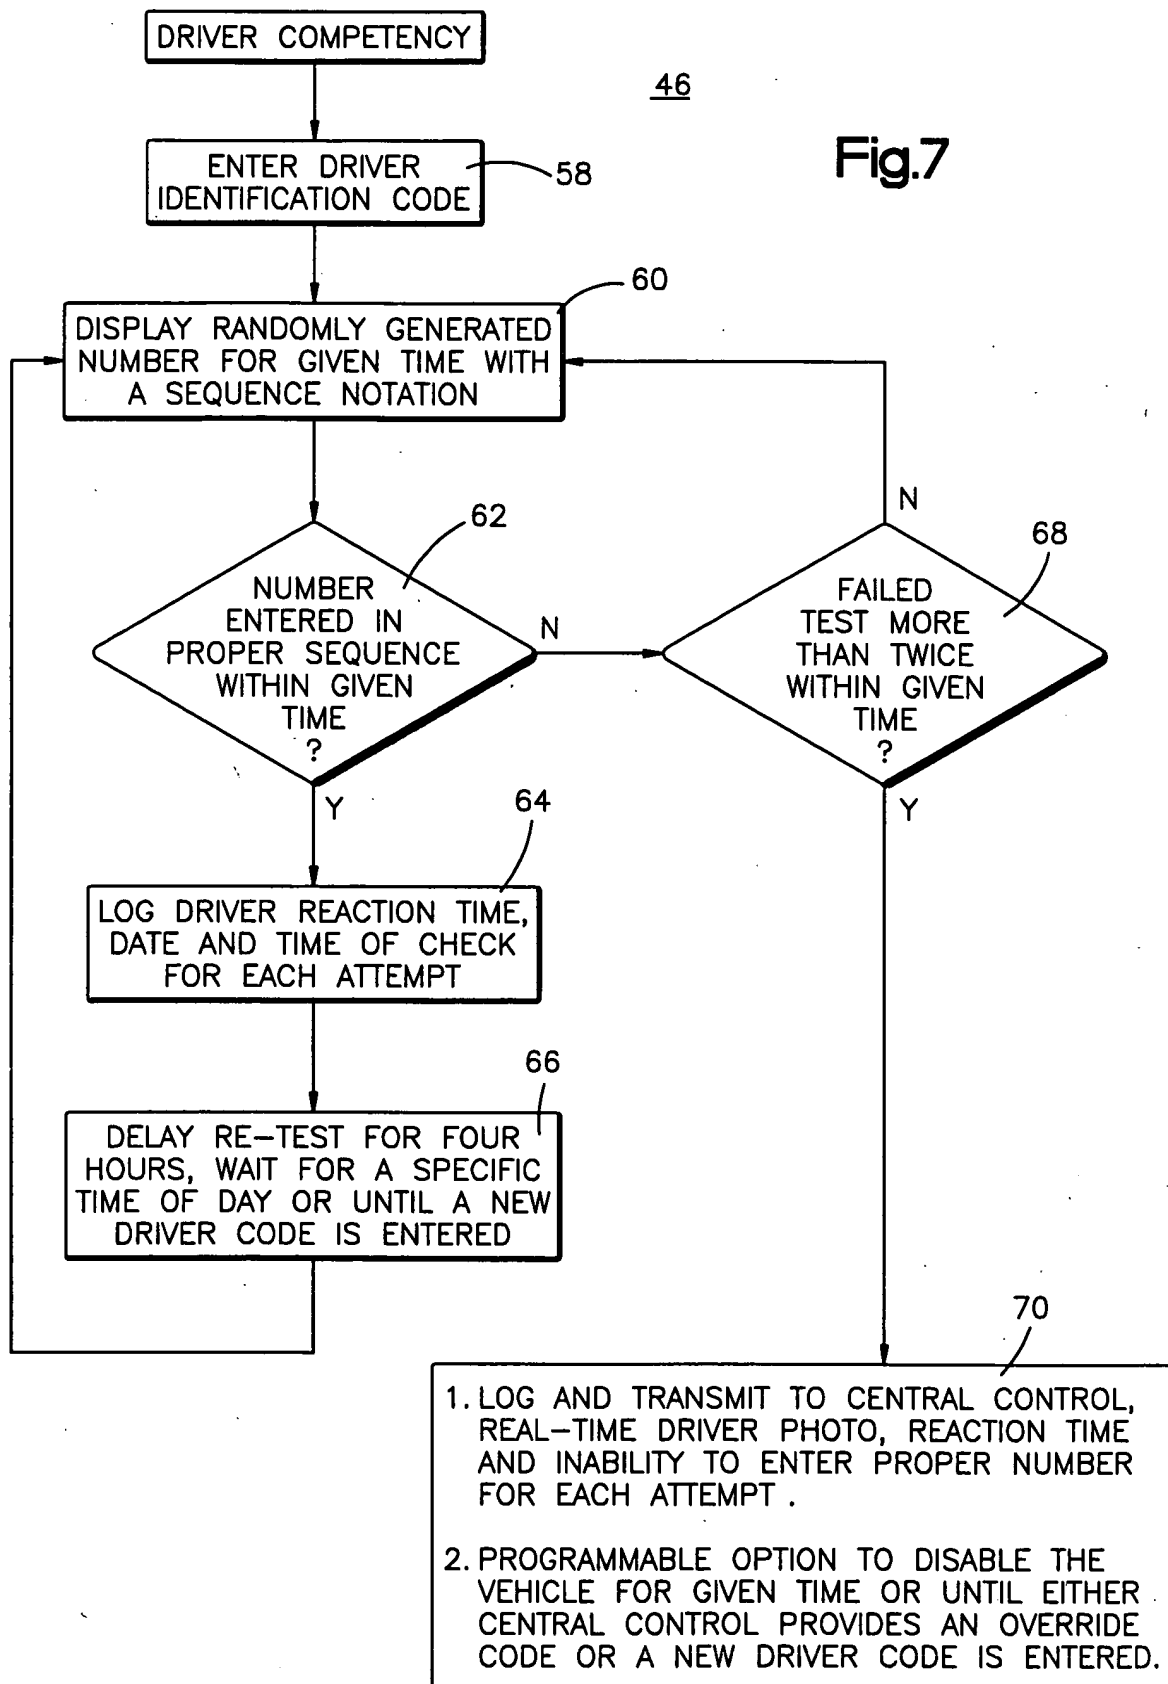 DRIVER COMPETENCY
46
Fig.7
ENTER DRIVER
IDENTIFICATION CODE
58
60
DISPLAY RANDOMLY GENERATED
NUMBER FOR GIVEN TIME WITH
A SEQUENCE NOTATION
62
NUMBER
ENTERED IN
PROPER SEQUENCE
WITHIN GIVEN
TIME
?
N
Y
N
68
FAILED
TEST MORE
THAN TWICE
WITHIN GIVEN
TIME
?
Y
64
LOG DRIVER REACTION TIME,
DATE AND TIME OF CHECK
FOR EACH ATTEMPT
66
DELAY RE-TEST FOR FOUR
HOURS, WAIT FOR A SPECIFIC
TIME OF DAY OR UNTIL A NEW
DRIVER CODE IS ENTERED
70
1. LOG AND TRANSMIT TO CENTRAL CONTROL,
REAL-TIME DRIVER PHOTO, REACTION TIME
AND INABILITY TO ENTER PROPER NUMBER
FOR EACH ATTEMPT .
2. PROGRAMMABLE OPTION TO DISABLE THE
VEHICLE FOR GIVEN TIME OR UNTIL EITHER
CENTRAL CONTROL PROVIDES AN OVERRIDE
CODE OR A NEW DRIVER CODE IS ENTERED.